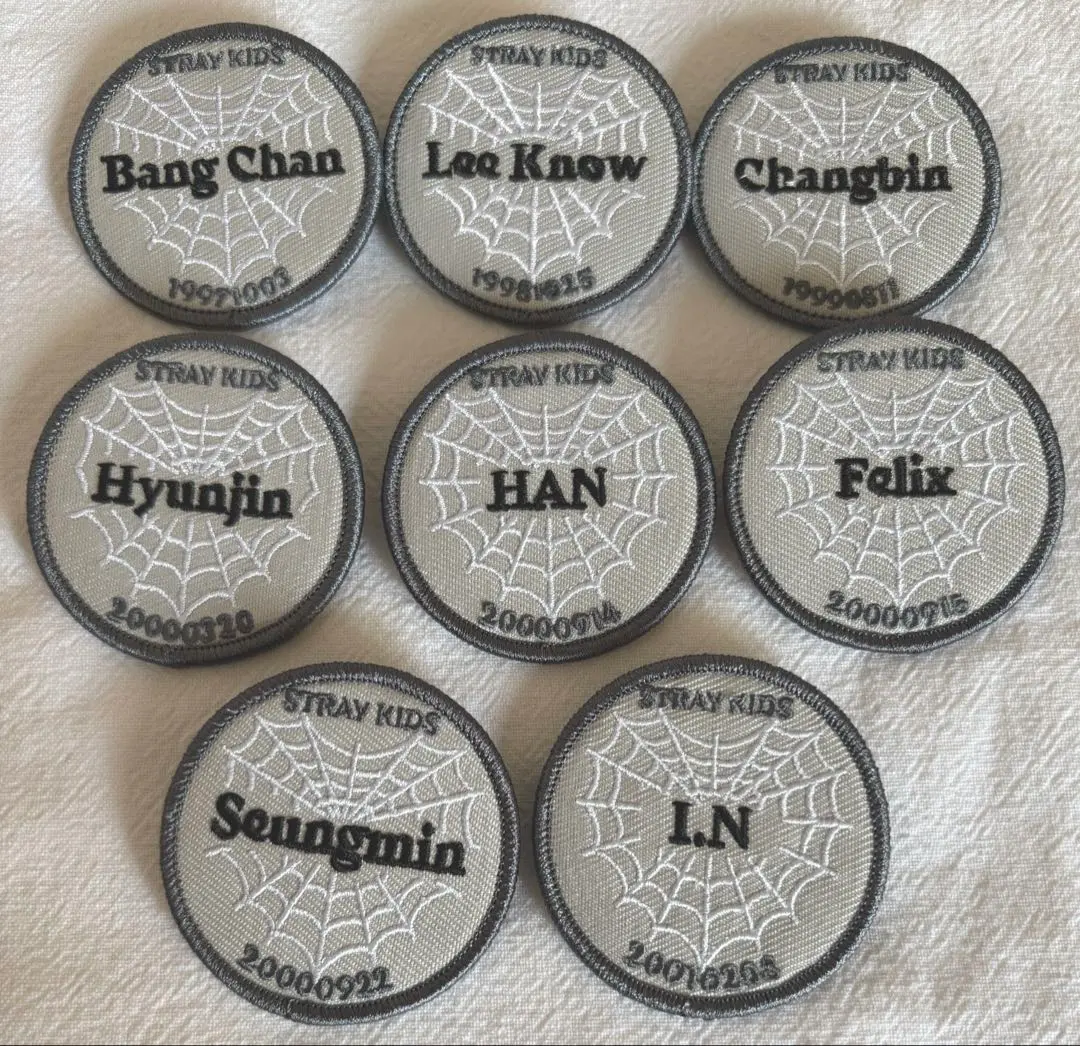 STRAY KIDS
Bang Chan
19971003
STRAY KIDS
Lee Know
19981025
STRAY KIDS
Changbin
19990811
STRAY KIDS
Hyunjin
20000320
STRAY KIDS
HAN
20000914
STRAY KIDS
Felix
20000915
STRAY KIDS
Seungmin
20000922
STRAY KIDS
I.N
20010208